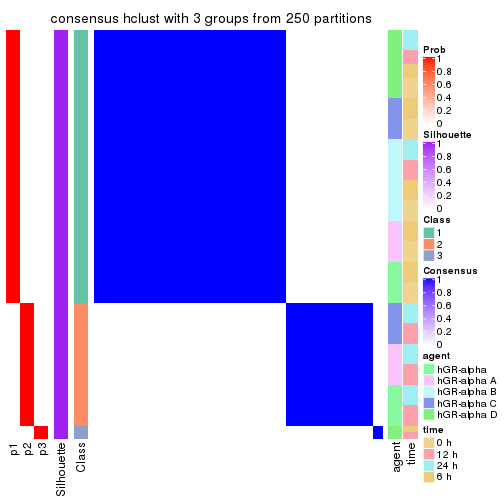 consensus hclust with 3 groups from 250 partitions
Prob
1
0.8
0.6
0.4
0.2
0
Silhouette
1
0.8
0.6
0.4
0.2
0
Class
1
2
3
Consensus
1
0.8
0.6
0.4
0.2
0
agent
hGR-alpha
hGR-alpha A
hGR-alpha B
hGR-alpha C
hGR-alpha D
time
0 h
12 h
24 h
6 h
p1
p2
p3
Silhouette
Class
agent
time